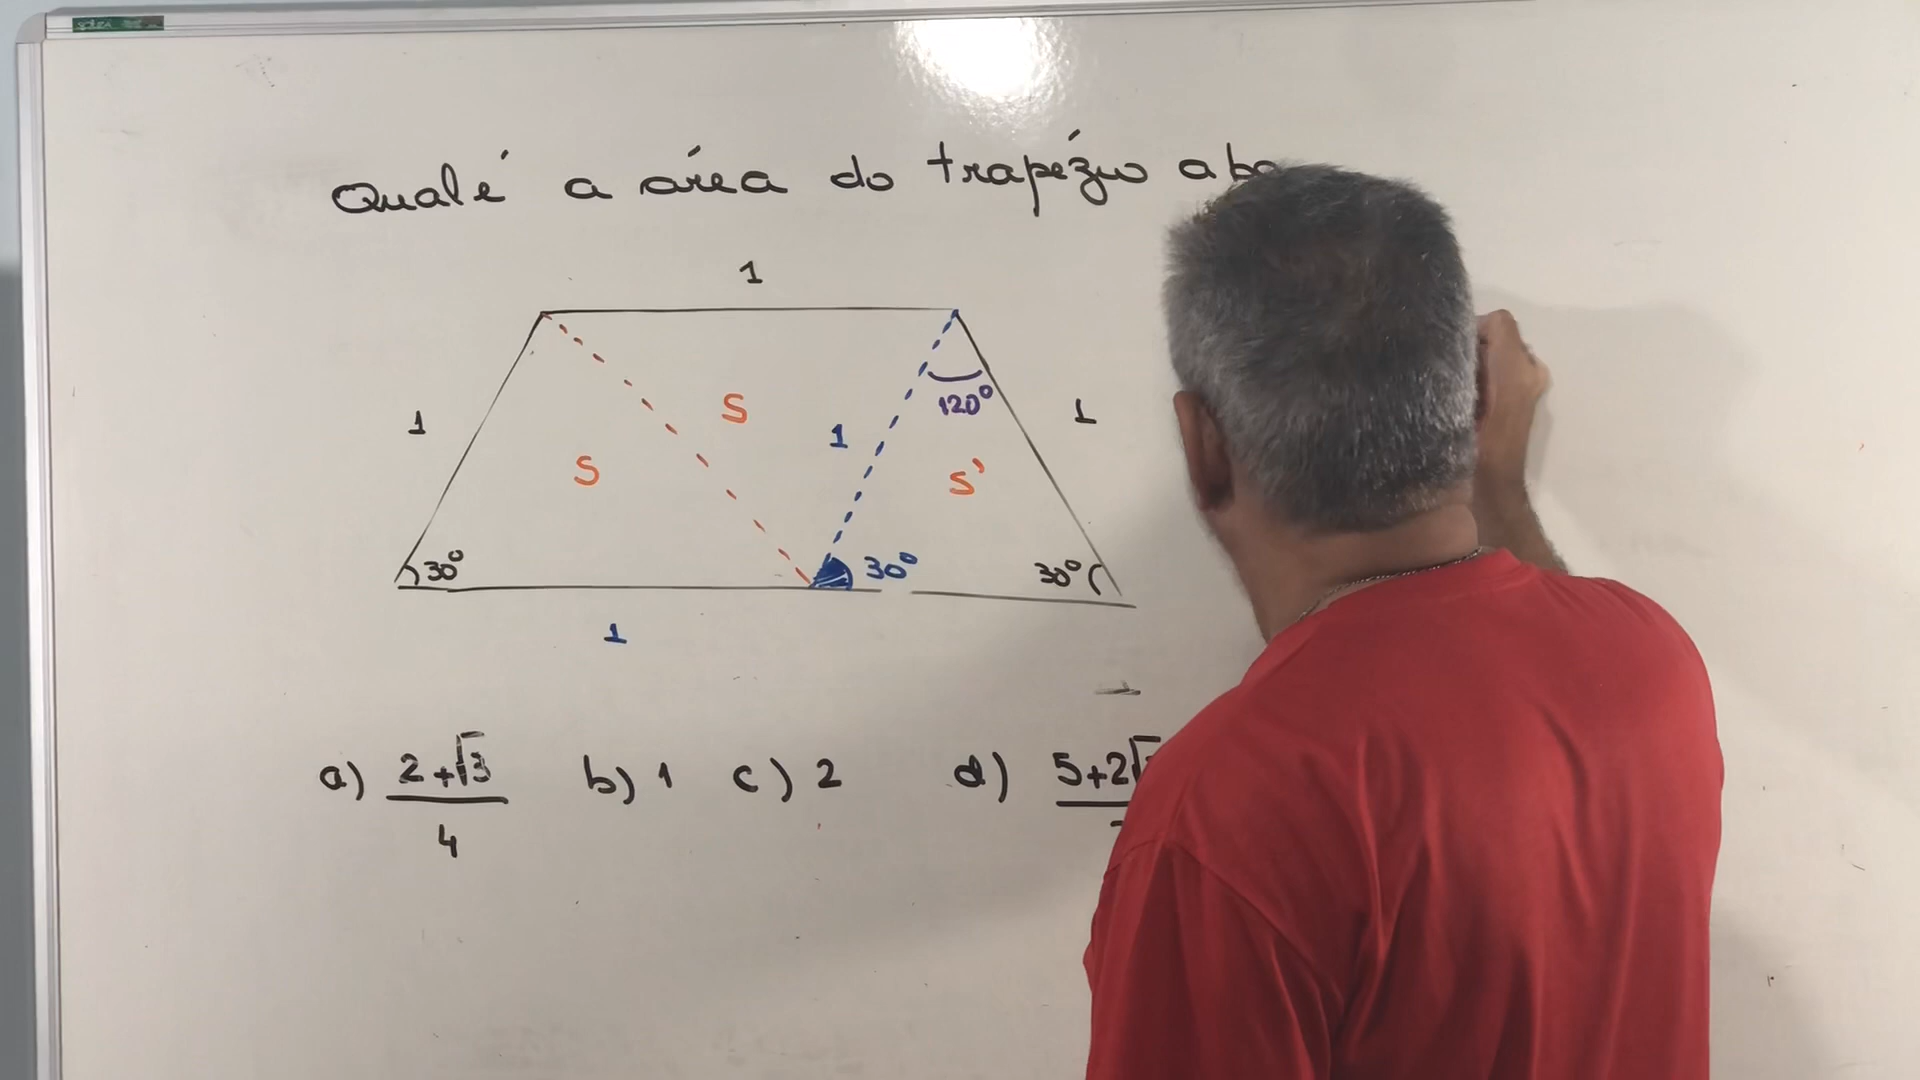 Qual é a área do trapézio
1
1 S S 1 120° 1
S'
30° 30° 30°
1
a) 2+√3/4 b) 1 c) 2 d) 5+2√